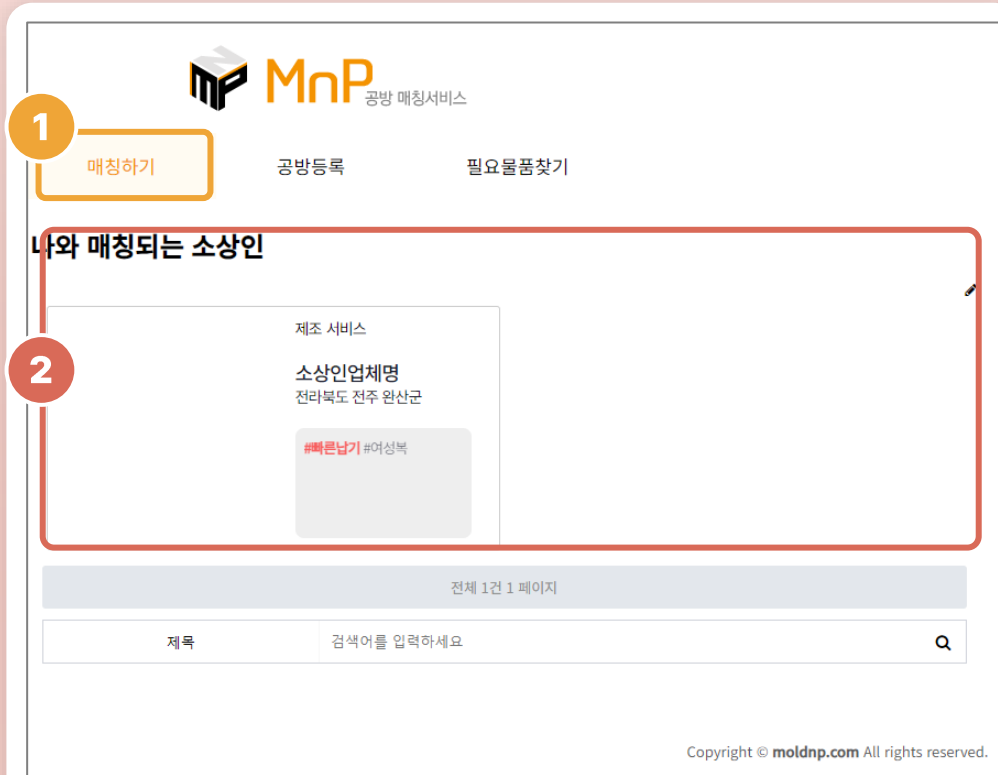 MnP 공방 매칭서비스
1
매칭하기 공방등록 필요물품찾기
나와 매칭되는 소상인
2
제조 서비스
소상인업체명
전라북도 전주 완산군
#빠른납기 #여성복
전체 1건 1 페이지
제목 검색어를 입력하세요
Copyright © moldnp.com All rights reserved.